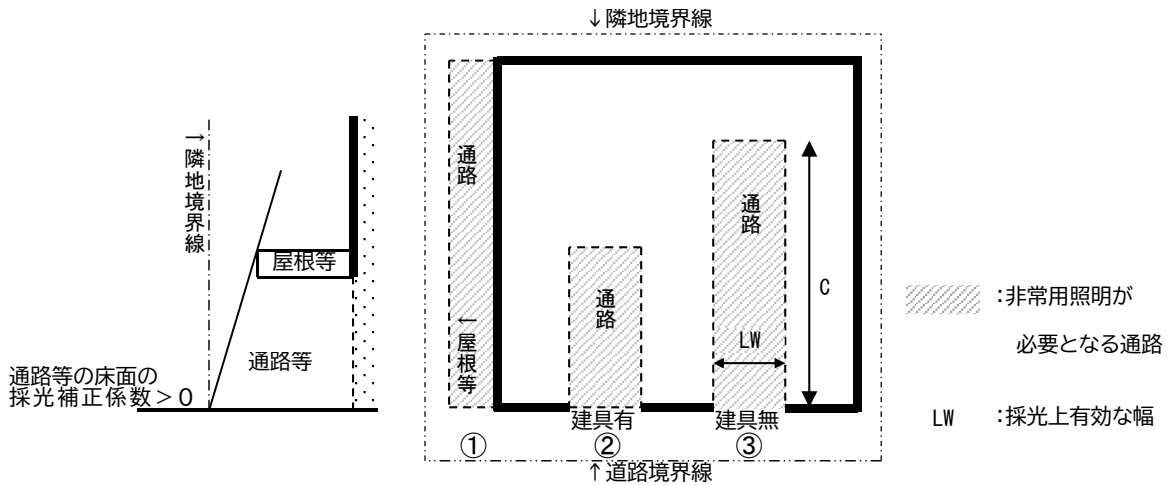 ↓隣地境界線
→隣地境界線
屋根等
通路等
通路等の床面の
採光補正係数>0
通路
←屋根等
通路
通路
C
LW
建具有
建具無
①
②
③
↑道路境界線
:非常用照明が
必要となる通路
LW :採光上有効な幅